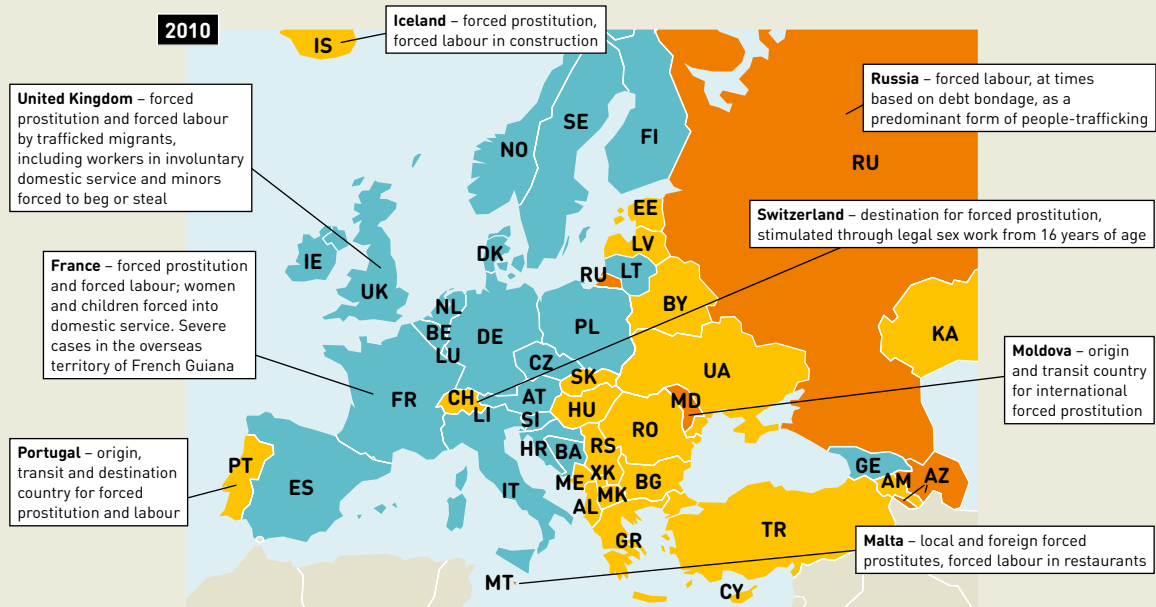 2010
Iceland – forced prostitution,
forced labour in construction
IS
United Kingdom – forced
prostitution and forced labour
by trafficked migrants,
including workers in involuntary
domestic service and minors
forced to beg or steal
Russia – forced labour, at times
based on debt bondage, as a
predominant form of people-trafficking
Switzerland – destination for forced prostitution,
stimulated through legal sex work from 16 years of age
France – forced prostitution
and forced labour; women
and children forced into
domestic service. Severe
cases in the overseas
territory of French Guiana
Moldova – origin
and transit country
for international
forced prostitution
Portugal – origin,
transit and destination
country for forced
prostitution and labour
Malta – local and foreign forced
prostitutes, forced labour in restaurants
SE
FI
NO
RU
EE
LV
DK
IE
RU
LT
UK
NL
BY
BE
DE
PL
KA
LU
CZ
UA
SK
FR
CH
AT
MD
LI
HU
SI
RO
HR
BA
RS
PT
ES
IT
ME
XK
BG
GE
AM
AZ
MK
AL
GR
TR
MT
CY